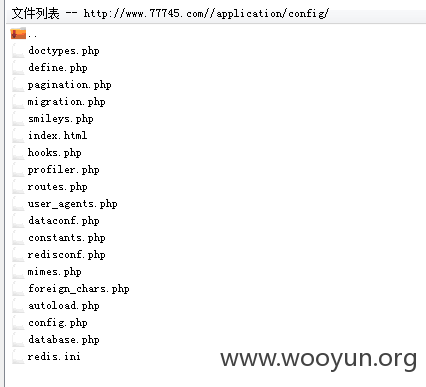 文件列表 -- http://www.77745.com//application/config/
..
doctypes.php
define.php
pagination.php
migration.php
smileys.php
index.html
hooks.php
profiler.php
routes.php
user_agents.php
dataconf.php
constants.php
redisconf.php
mimes.php
foreign_chars.php
autoload.php
config.php
database.php
redis.ini
www.wooyun.org